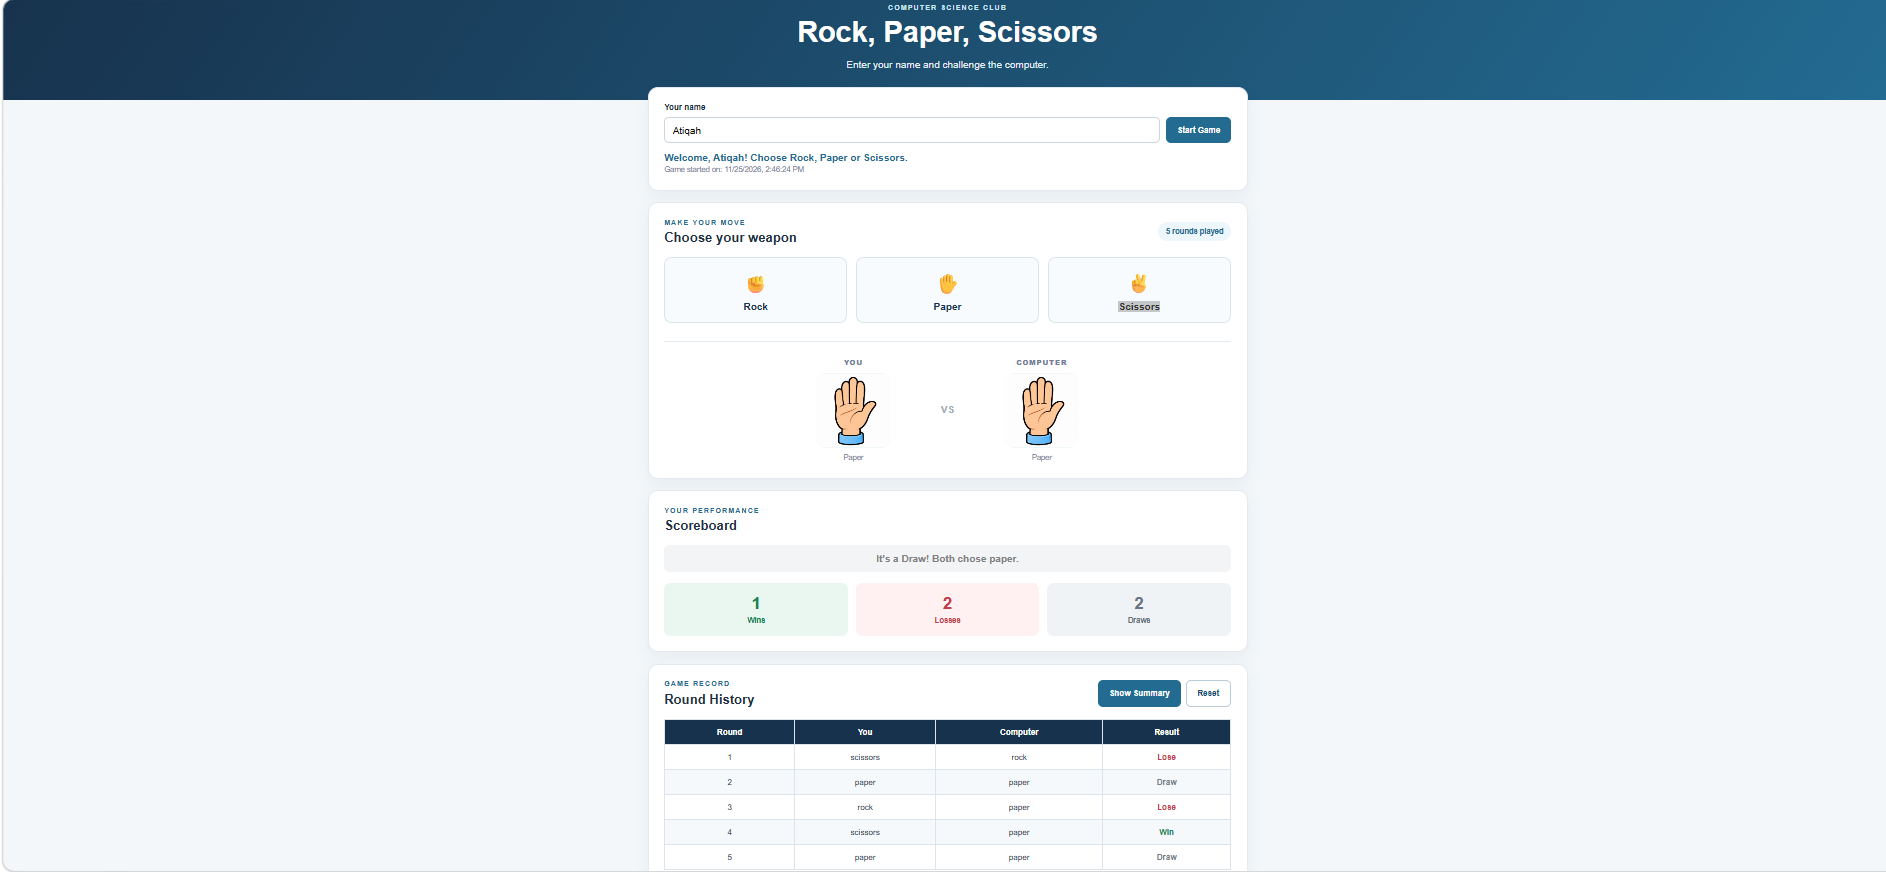 COMPUTER SCIENCE CLUB
Rock, Paper, Scissors
Enter your name and challenge the computer.
Your name
Atiqah
Start Game
Welcome, Atiqah! Choose Rock, Paper or Scissors.
Game started on: 11/25/2026, 2:46:24 PM
MAKE YOUR MOVE
Choose your weapon
5 rounds played
Rock
Paper
Scissors
YOU
COMPUTER
VS
Paper
Paper
YOUR PERFORMANCE
Scoreboard
It's a Draw! Both chose paper.
1
Wins
2
Losses
2
Draws
GAME RECORD
Round History
Show Summary
Reset
Round You Computer Result
1 scissors rock Lose
2 paper paper Draw
3 rock paper Lose
4 scissors paper Win
5 paper paper Draw